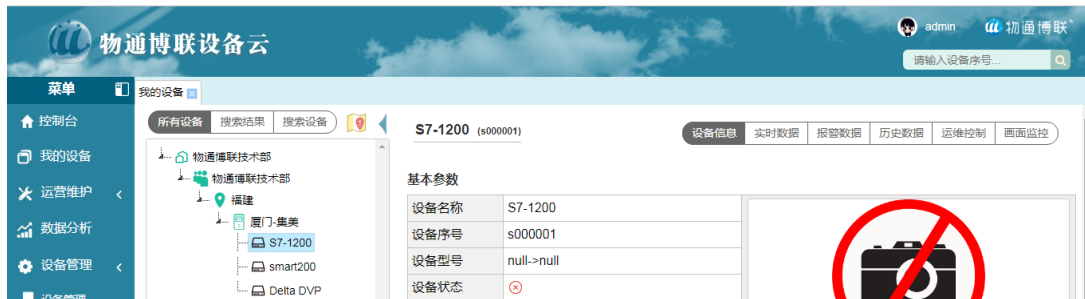 物通博联设备云
admin
物通博联
请输入设备序号...
菜单
我的设备
控制台
我的设备
运营维护
数据分析
设备管理
所有设备 搜索结果 搜索设备
物通博联技术部
物通博联技术部
福建
厦门-集美
S7-1200
smart200
Delta DVP
S7-1200 (s000001)
设备信息 实时数据 报警数据 历史数据 运维控制 画面监控
基本参数
设备名称 S7-1200
设备序号 s000001
设备型号 null->null
设备状态